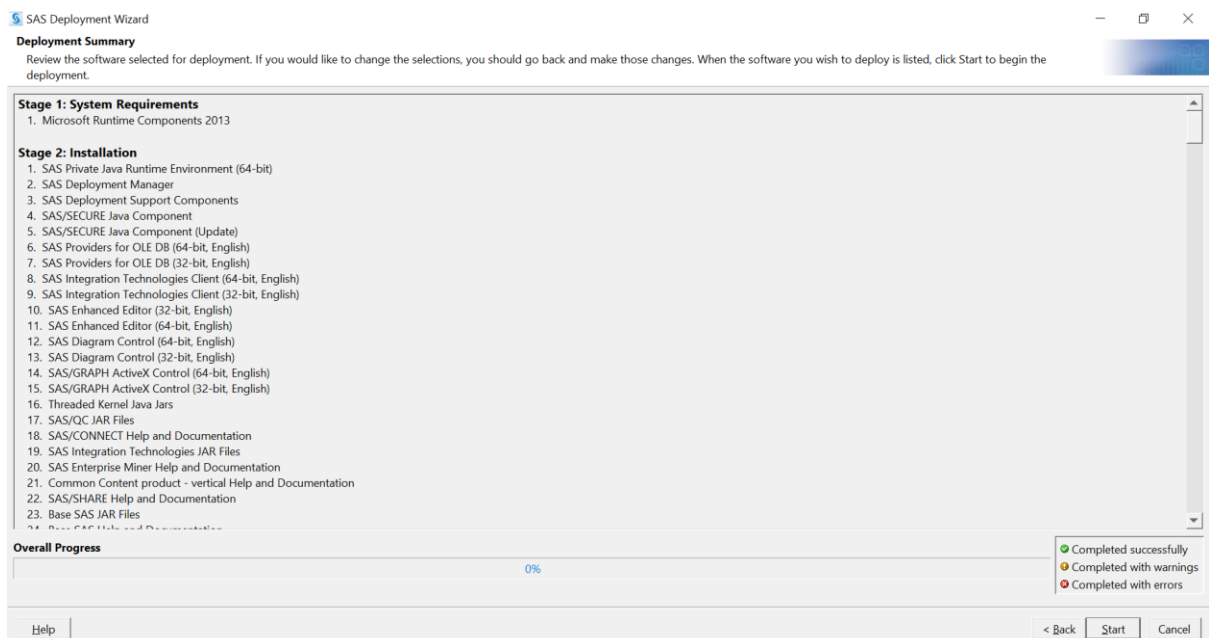 SAS Deployment Wizard
Deployment Summary
Review the software selected for deployment. If you would like to change the selections, you should go back and make those changes. When the software you wish to deploy is listed, click Start to begin the
deployment.
Stage 1: System Requirements
1. Microsoft Runtime Components 2013
Stage 2: Installation
1. SAS Private Java Runtime Environment (64-bit)
2. SAS Deployment Manager
3. SAS Deployment Support Components
4. SAS/SECURE Java Component
5. SAS/SECURE Java Component (Update)
6. SAS Providers for OLE DB (64-bit, English)
7. SAS Providers for OLE DB (32-bit, English)
8. SAS Integration Technologies Client (64-bit, English)
9. SAS Integration Technologies Client (32-bit, English)
10. SAS Enhanced Editor (32-bit, English)
11. SAS Enhanced Editor (64-bit, English)
12. SAS Diagram Control (64-bit, English)
13. SAS Diagram Control (32-bit, English)
14. SAS/GRAPH ActiveX Control (64-bit, English)
15. SAS/GRAPH ActiveX Control (32-bit, English)
16. Threaded Kernel Java Jars
17. SAS/QC JAR Files
18. SAS/CONNECT Help and Documentation
19. SAS Integration Technologies JAR Files
20. SAS Enterprise Miner Help and Documentation
21. Common Content product - vertical Help and Documentation
22. SAS/SHARE Help and Documentation
23. Base SAS JAR Files
24. Base SAS Help and Documentation
Overall Progress
0%
Completed successfully
Completed with warnings
Completed with errors
Help
< Back
Start
Cancel